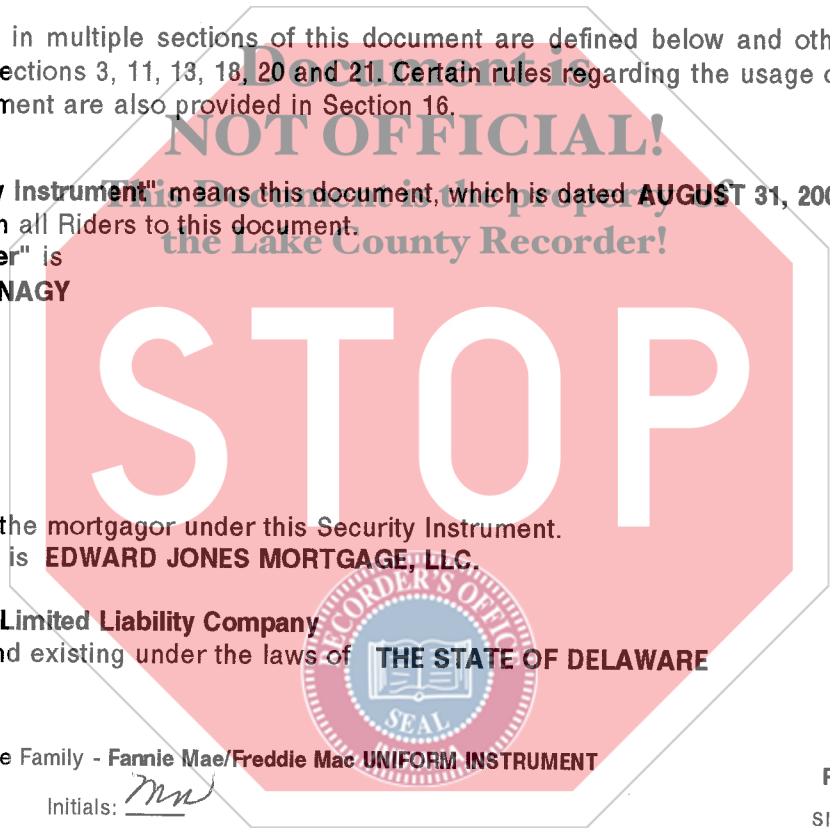 in multiple sections of this document are defined below and oth
ections 3, 11, 13, 18, 20 and 21. Certain rules regarding the usage o
ment are also provided in Section 16.
Document is
NOT OFFICIAL!
This Document is the property of
the Lake County Recorder!
y Instrument" means this document, which is dated AUGUST 31, 200
h all Riders to this document.
er" is
NAGY
STOP
the mortgagor under this Security Instrument.
is EDWARD JONES MORTGAGE, LLC.
Limited Liability Company
nd existing under the laws of THE STATE OF DELAWARE
RECORDER'S OFFICE
SEAL
e Family - Fannie Mae/Freddie Mac UNIFORM INSTRUMENT
Initials: mn